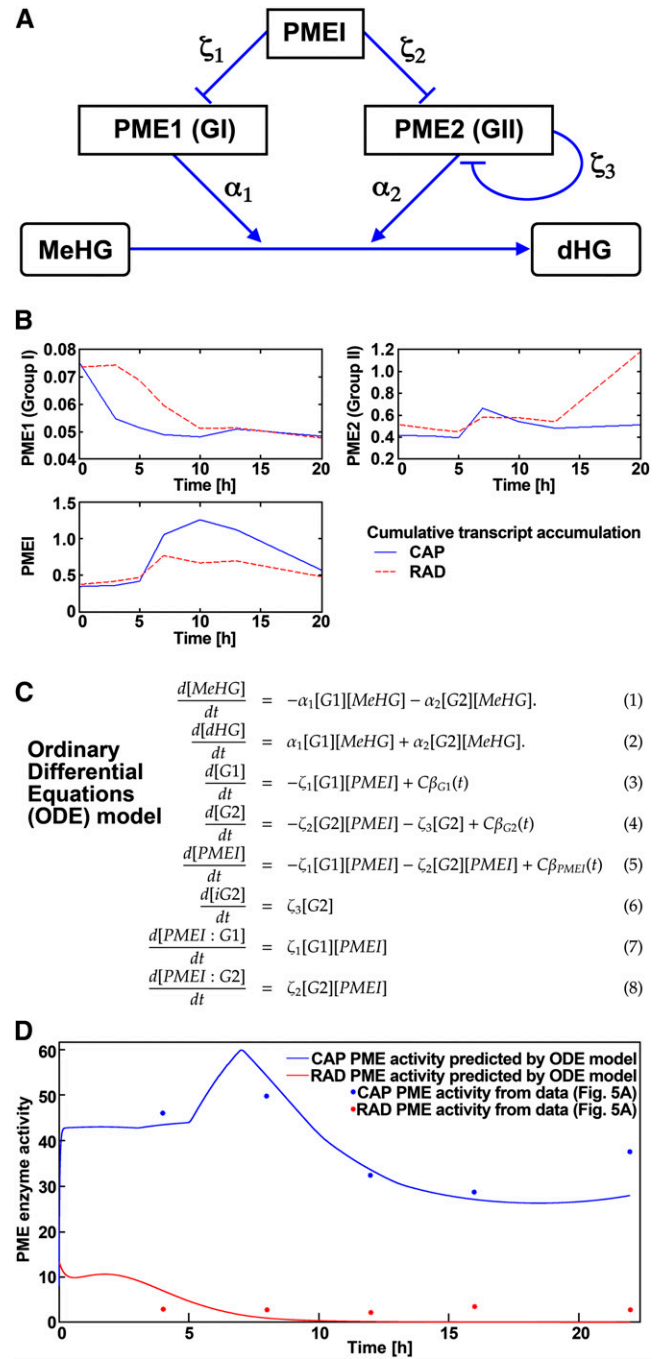 A
PMEI
ζ1
ζ2
PME1 (GI)
PME2 (GII)
α1
α2
ζ3
MeHG
dHG
B
PME1 (Group I)
0.08
0.07
0.06
0.05
0.04
0 5 10 15 20
Time [h]
PME2 (Group II)
1.2
1.0
0.8
0.6
0.4
0.2
0 5 10 15 20
Time [h]
PMEI
1.5
1.0
0.5
0
0 5 10 15 20
Time [h]
Cumulative transcript accumulation
CAP
RAD
C
Ordinary
Differential
Equations
(ODE) model
d[MeHG]/dt = −α1[G1][MeHG] − α2[G2][MeHG]. (1)
d[dHG]/dt = α1[G1][MeHG] + α2[G2][MeHG]. (2)
d[G1]/dt = −ζ1[G1][PMEI] + CβG1(t) (3)
d[G2]/dt = −ζ2[G2][PMEI] − ζ3[G2] + CβG2(t) (4)
d[PMEI]/dt = −ζ1[G1][PMEI] − ζ2[G2][PMEI] + CβPMEI(t) (5)
d[iG2]/dt = ζ3[G2] (6)
d[PMEI : G1]/dt = ζ1[G1][PMEI] (7)
d[PMEI : G2]/dt = ζ2[G2][PMEI] (8)
D
PME enzyme activity
60
50
40
30
20
10
0
0 5 10 15 20
Time [h]
CAP PME activity predicted by ODE model
RAD PME activity predicted by ODE model
CAP PME activity from data (Fig. 5A)
RAD PME activity from data (Fig. 5A)